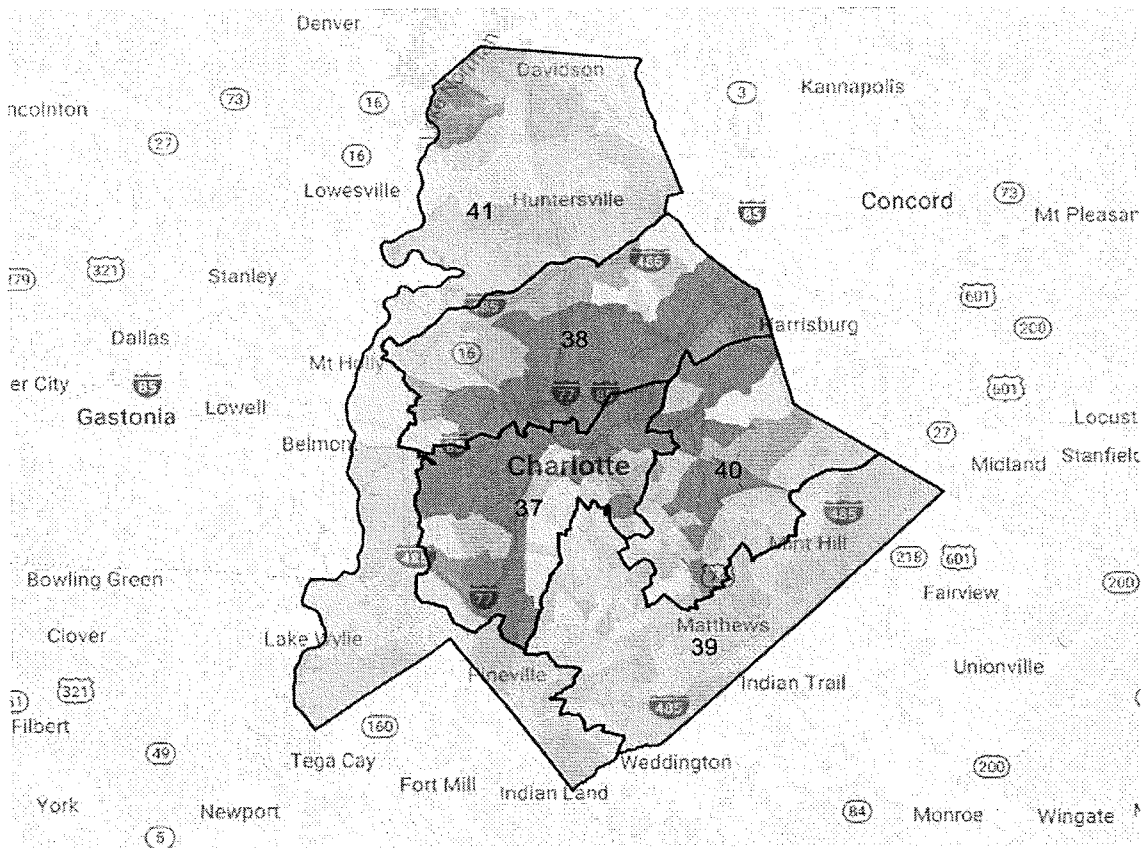 Denver
Davidson
Kannapolis
3
ncolnton
73
16
27
16
Lowesville
Huntersville
41
Concord
73
85
Mt Pleasar
485
321
Stanley
601
Harrisburg
200
Dallas
38
16
Mt Holly
er City
85
Gastonia
Lowell
77
601
Locust
27
Belmon
Charlotte
40
Midland
Stanfield
37
485
Mint Hill
218
601
Bowling Green
77
Fairview
200
Clover
Lake Wylie
Matthews
39
Unionville
Pineville
Indian Trail
321
485
Filbert
160
49
Tega Cay
Weddington
Fort Mill
Indian Land
200
York
Newport
84
Monroe
Wingate
5